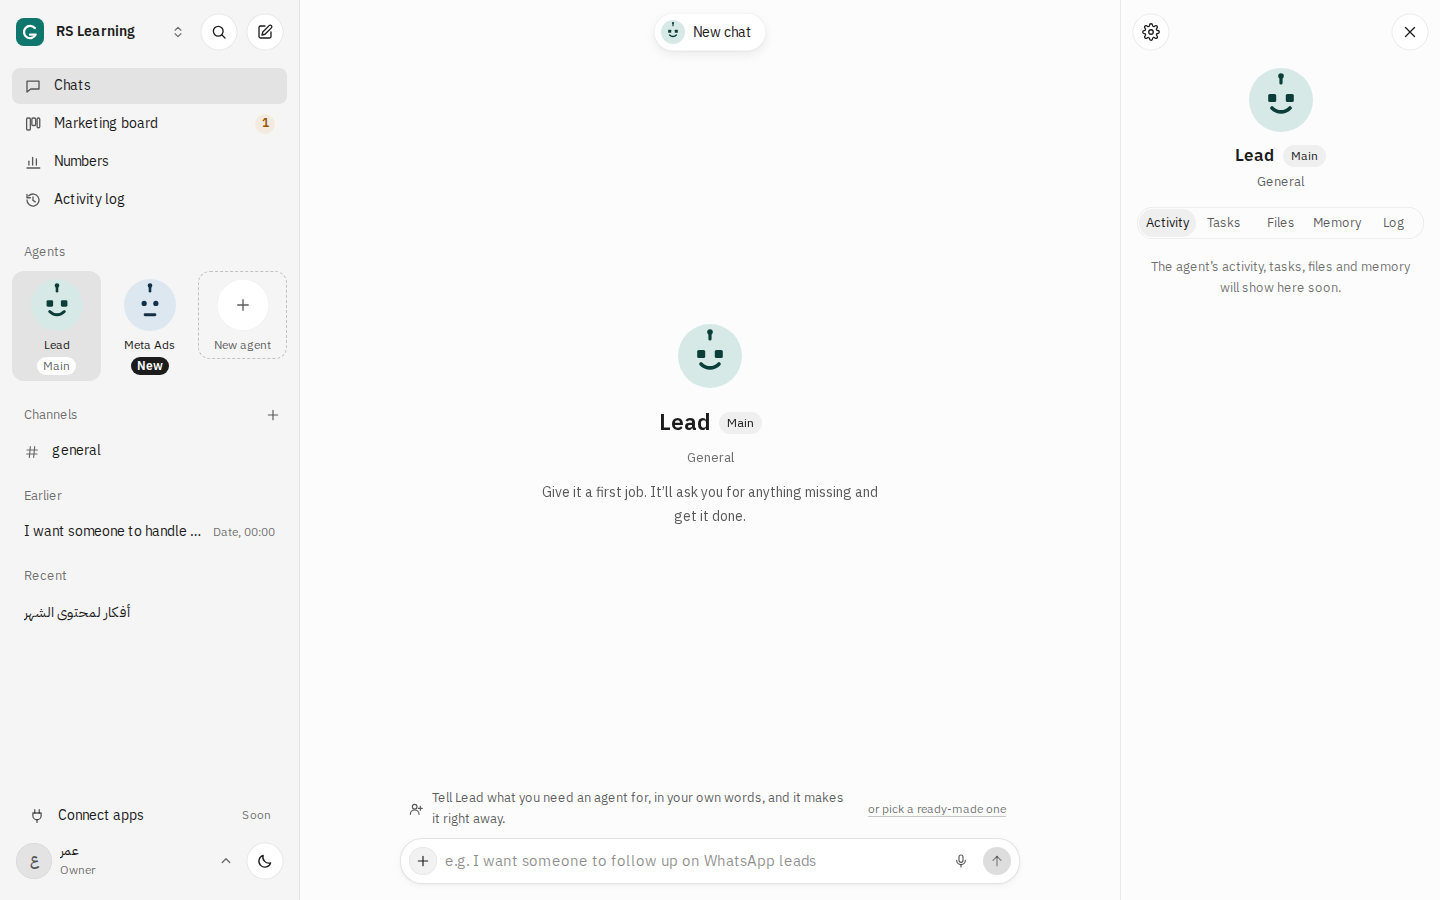 RS Learning
Chats
Marketing board 1
Numbers
Activity log
Agents
Lead
Main
Meta Ads
New
New agent
Channels
general
Earlier
I want someone to handle ... Date, 00:00
Recent
أفكار لمحتوى الشهر
Connect apps Soon
ع
عمر
Owner
New chat
Lead Main
General
Give it a first job. It’ll ask you for anything missing and
get it done.
Tell Lead what you need an agent for, in your own words, and it makes
it right away.
or pick a ready-made one
e.g. I want someone to follow up on WhatsApp leads
Lead Main
General
Activity Tasks Files Memory Log
The agent’s activity, tasks, files and memory
will show here soon.